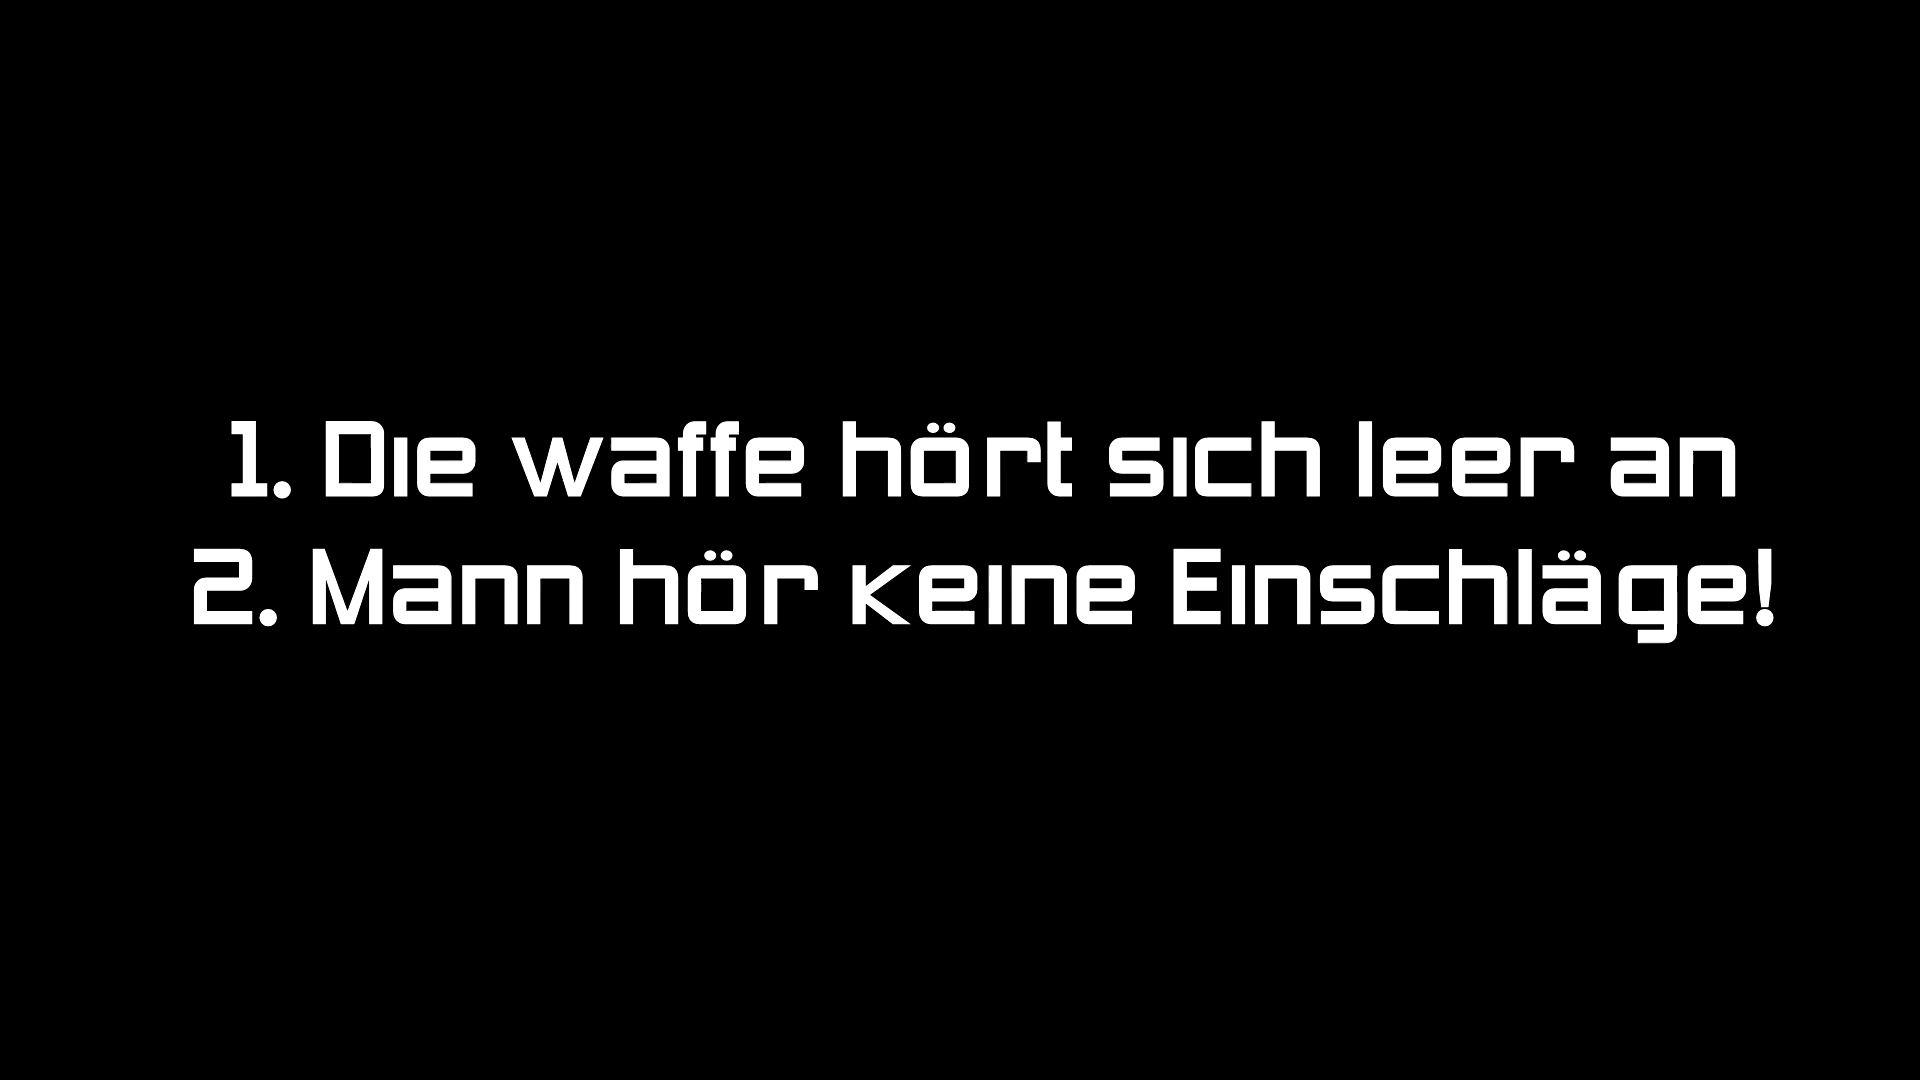 1. Die waffe hört sich leer an
2. Mann hör keine Einschläge!